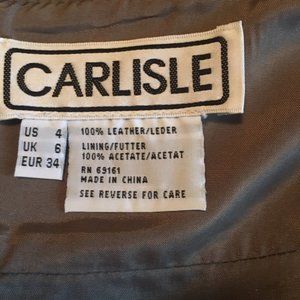 CARLISLE
US 4
UK 6
EUR 34
100% LEATHER/LEDER
LINING/FUTTER
100% ACETATE/ACETAT
RN 69161
MADE IN CHINA
SEE REVERSE FOR CARE